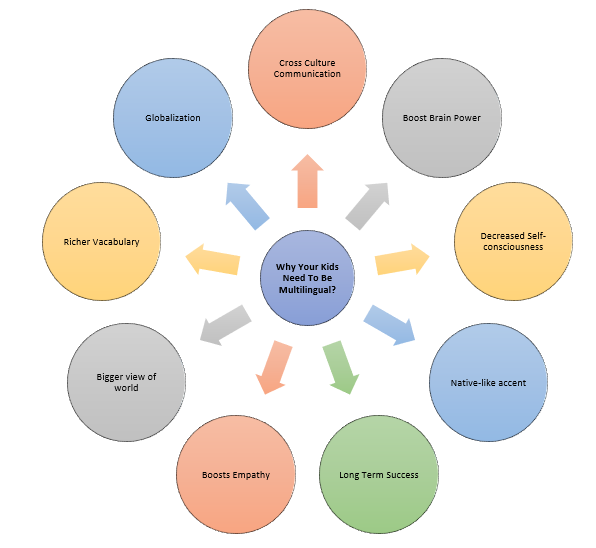 Cross Culture
Communication
Globalization
Boost Brain Power
Richer Vacabulary
Decreased Self-
consciousness
Why Your Kids
Need To Be
Multilingual?
Bigger view of
world
Native-like accent
Boosts Empathy
Long Term Success